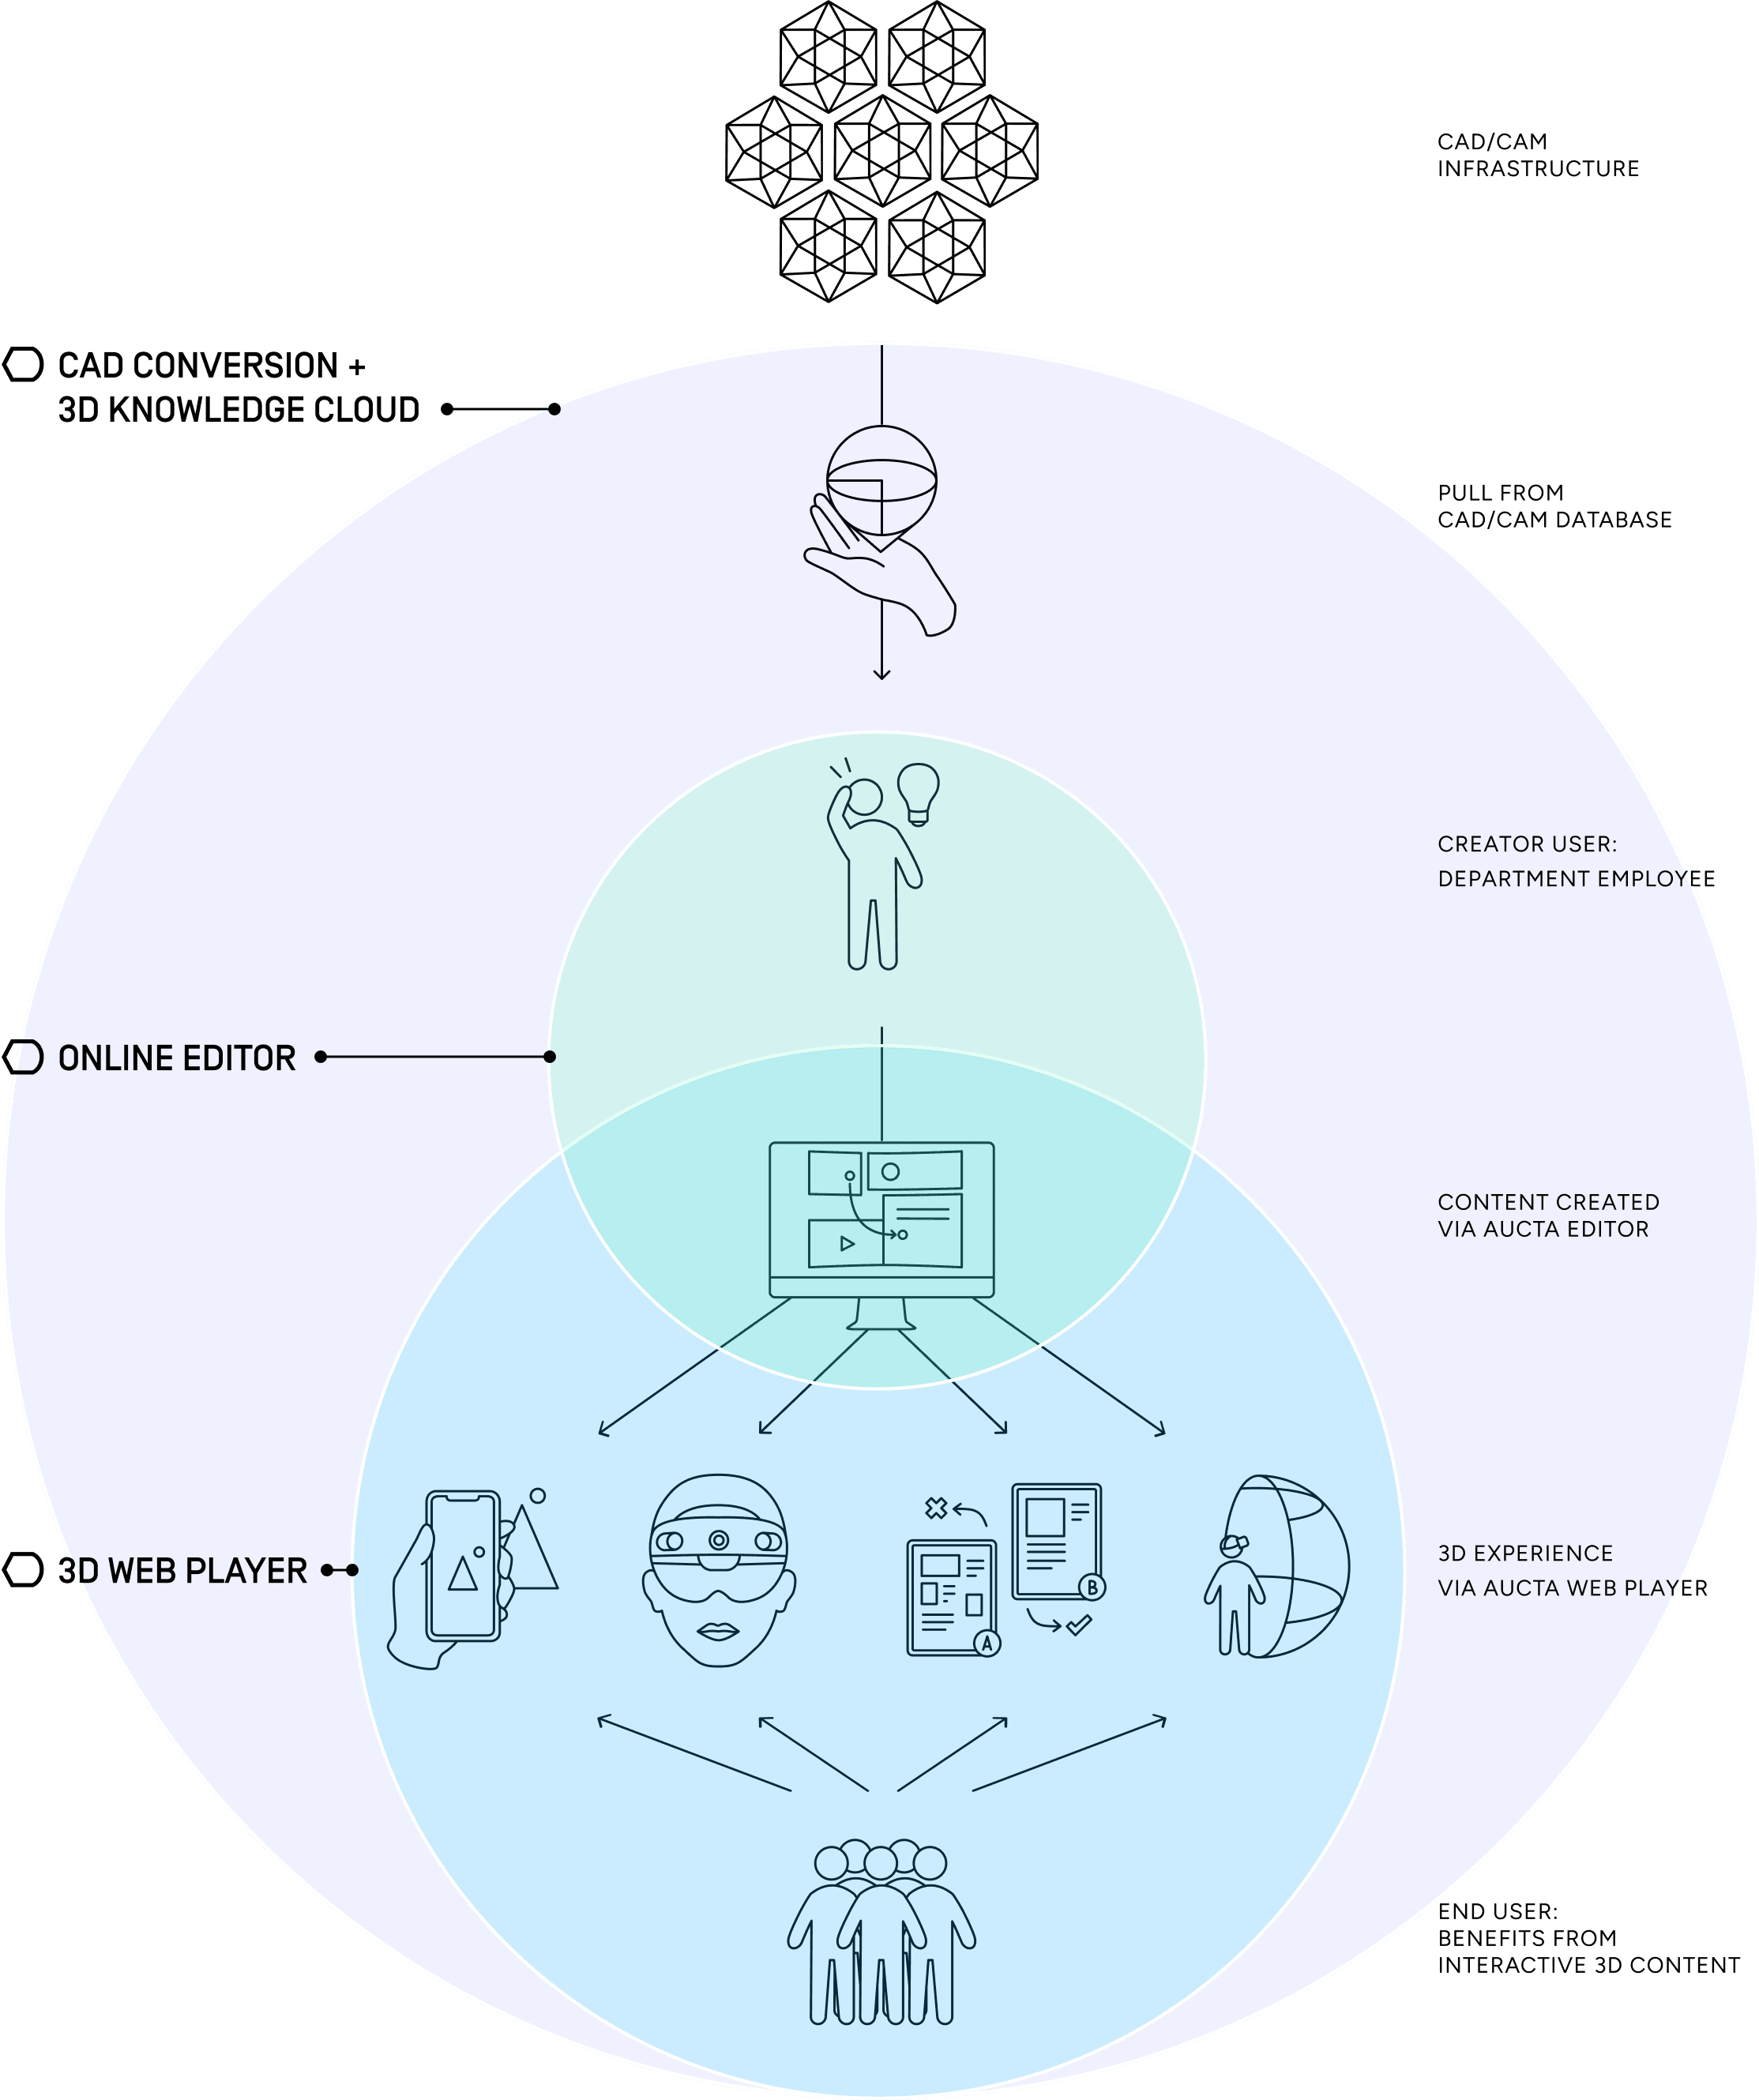 CAD/CAM
INFRASTRUCTURE
CAD CONVERSION +
3D KNOWLEDGE CLOUD
PULL FROM
CAD/CAM DATABASE
CREATOR USER:
DEPARTMENT EMPLOYEE
ONLINE EDITOR
CONTENT CREATED
VIA AUCTA EDITOR
3D WEB PLAYER
B
A
3D EXPERIENCE
VIA AUCTA WEB PLAYER
END USER:
BENEFITS FROM
INTERACTIVE 3D CONTENT